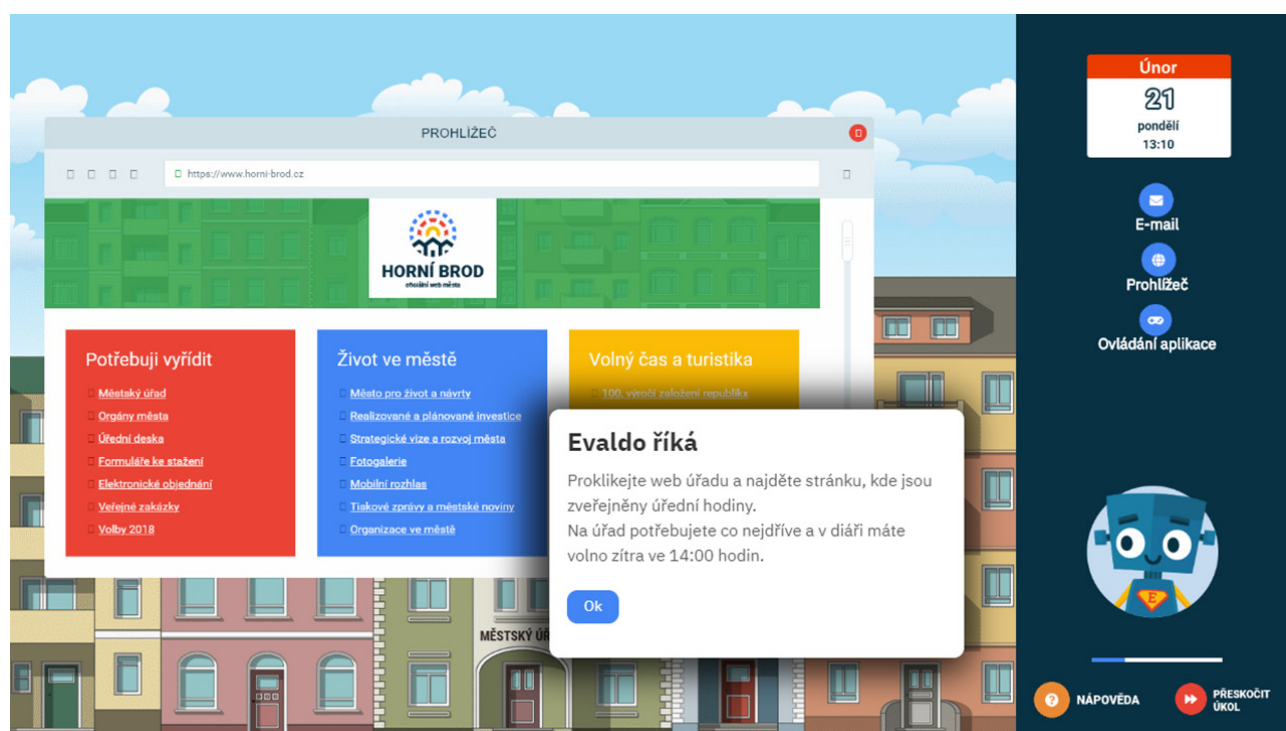 PROHLÍŽEČ
https://www.horni-brod.cz
HORNÍ BROD
oficiální web města
Potřebuji vyřídit
Městský úřad
Orgány města
Úřední deska
Formuláře ke stažení
Elektronické objednání
Veřejné zakázky
Volby 2018
Život ve městě
Město pro život a návrty
Realizované a plánované investice
Strategické vize a rozvoj města
Fotogalerie
Mobilní rozhlas
Tiskové zprávy a městské noviny
Organizace ve městě
Volný čas a turistika
100. výročí založení republikx
Evaldo říká
Proklikejte web úřadu a najděte stránku, kde jsou
zveřejněny úřední hodiny.
Na úřad potřebujete co nejdříve a v diáři máte
volno zítra ve 14:00 hodin.
Ok
MĚSTSKÝ
Únor
21
pondělí
13:10
E-mail
Prohlížeč
Ovládání aplikace
E
NÁPOVĚDA
PŘESKOČIT
ÚKOL